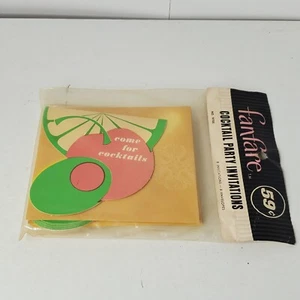 come
for
cocktails
fanfare
COCKTAIL PARTY INVITATIONS
59¢